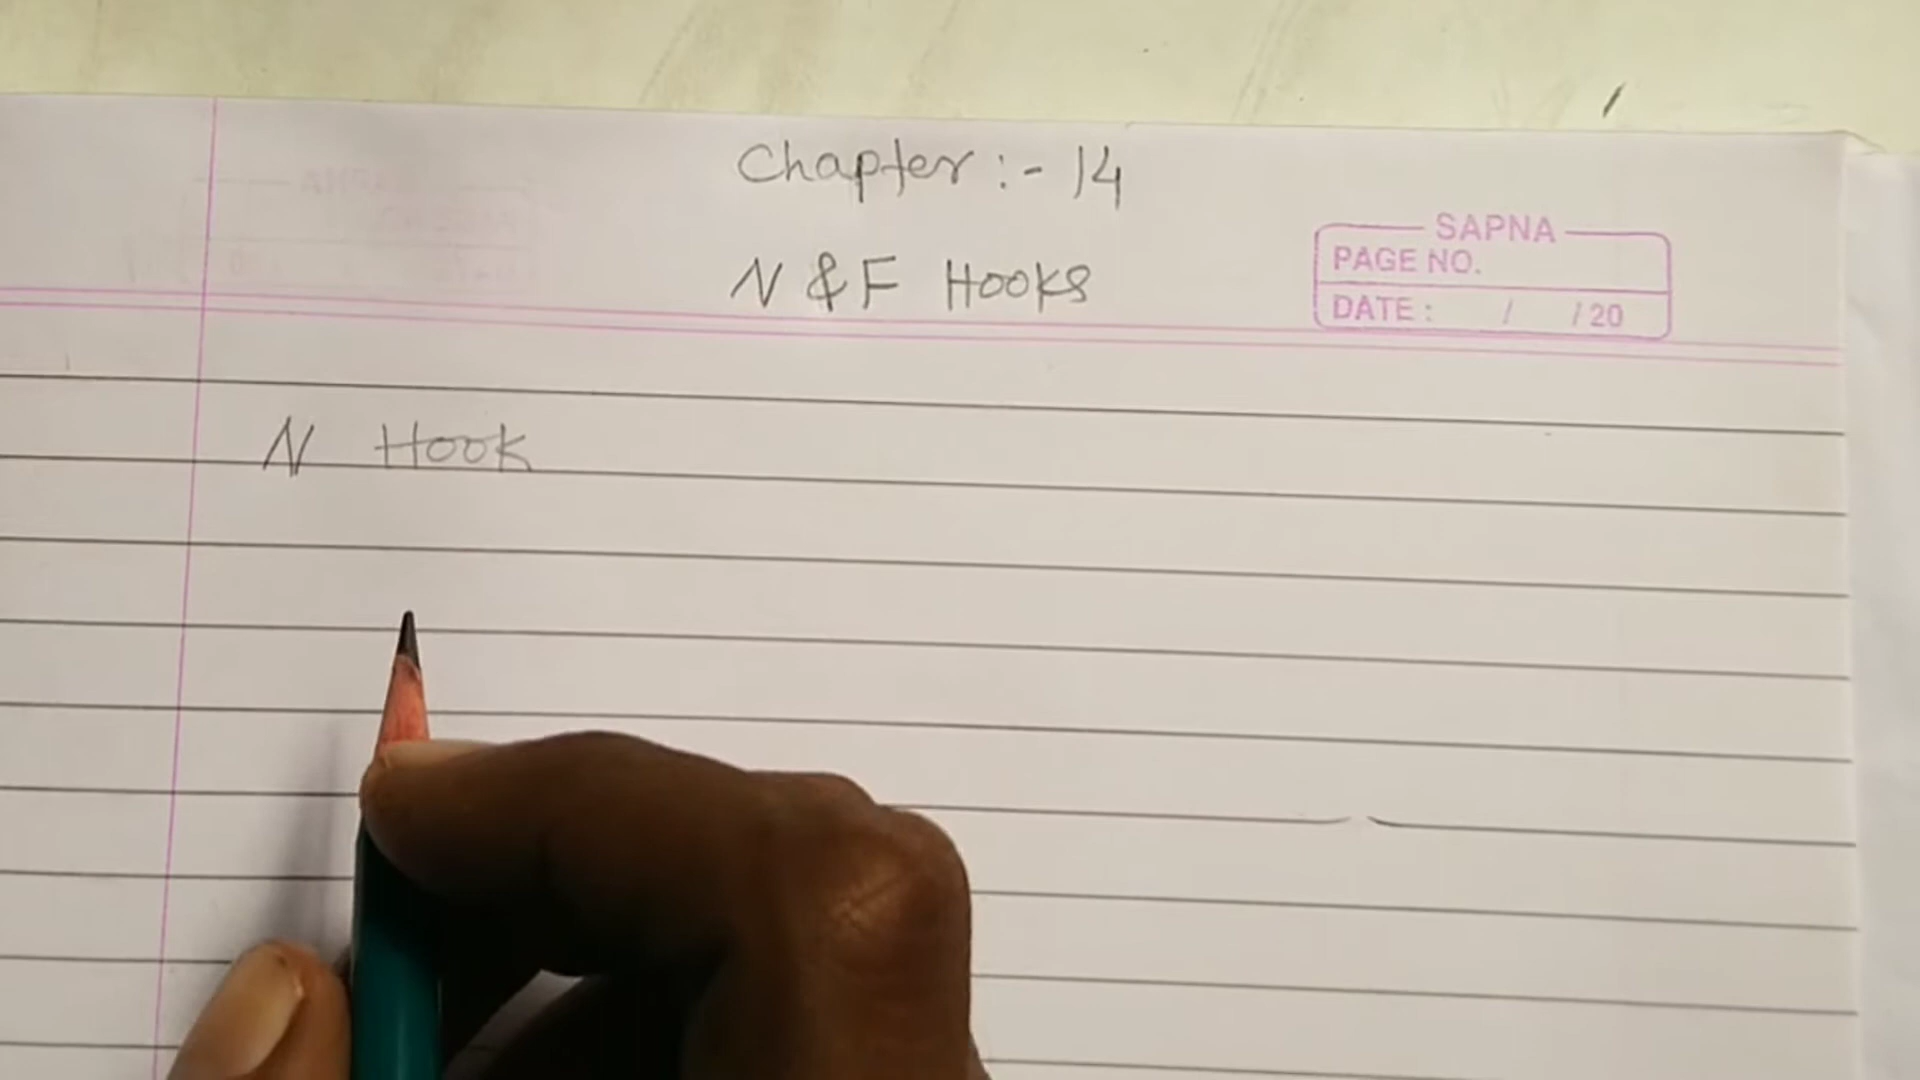 Chapter :- 14
N & F Hooks
SAPNA
PAGE NO.
DATE : / / 20
N Hook